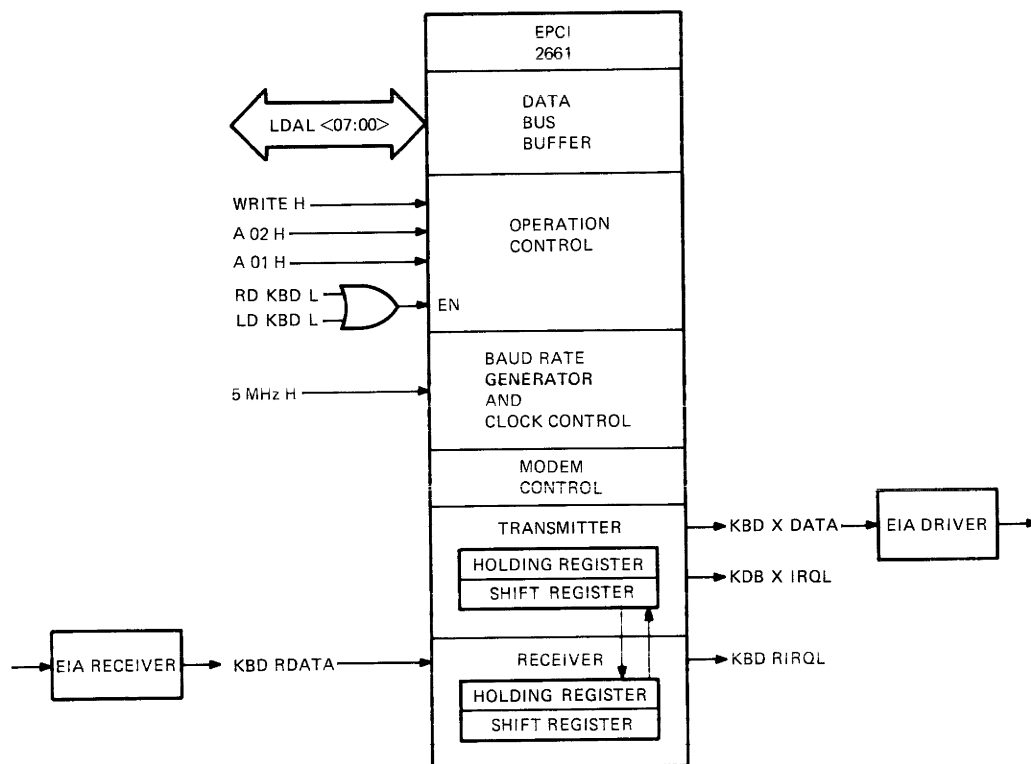 EPCI
2661
DATA
BUS
BUFFER
LDAL <07:00>
WRITE H
A 02 H
A 01 H
OPERATION
CONTROL
RD KBD L
LD KBD L
EN
BAUD RATE
GENERATOR
AND
CLOCK CONTROL
5 MHz H
MODEM
CONTROL
TRANSMITTER
KBD X DATA
EIA DRIVER
HOLDING REGISTER
SHIFT REGISTER
KDB X IRQL
EIA RECEIVER
KBD RDATA
RECEIVER
KBD RIRQL
HOLDING REGISTER
SHIFT REGISTER